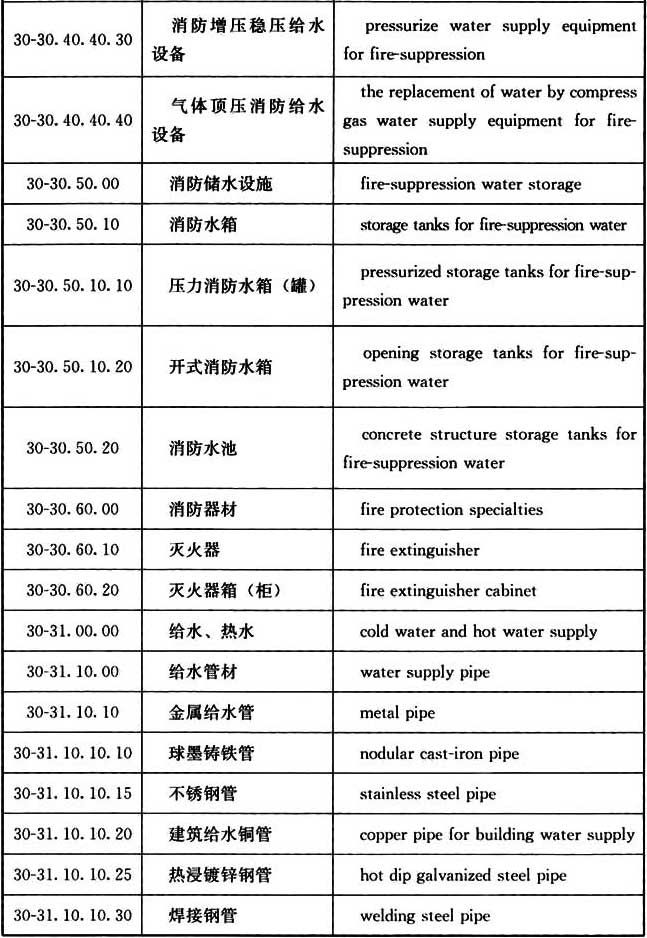 30-30.40.40.30
消防增压稳压给水
设备
pressurize water supply equipment
for fire-suppression
30-30.40.40.40
气体顶压消防给水
设备
the replacement of water by compress
gas water supply equipment for fire-
suppression
30-30.50.00
消防储水设施
fire-suppression water storage
30-30.50.10
消防水箱
storage tanks for fire-suppression water
30-30.50.10.10
压力消防水箱（罐）
pressurized storage tanks for fire-sup-
pression water
30-30.50.10.20
开式消防水箱
opening storage tanks for fire-sup-
pression water
30-30.50.20
消防水池
concrete structure storage tanks for
fire-suppression water
30-30.60.00
消防器材
fire protection specialties
30-30.60.10
灭火器
fire extinguisher
30-30.60.20
灭火器箱（柜）
fire extinguisher cabinet
30-31.00.00
给水、热水
cold water and hot water supply
30-31.10.00
给水管材
water supply pipe
30-31.10.10
金属给水管
metal pipe
30-31.10.10.10
球墨铸铁管
nodular cast-iron pipe
30-31.10.10.15
不锈钢管
stainless steel pipe
30-31.10.10.20
建筑给水铜管
copper pipe for building water supply
30-31.10.10.25
热浸镀锌钢管
hot dip galvanized steel pipe
30-31.10.10.30
焊接钢管
welding steel pipe